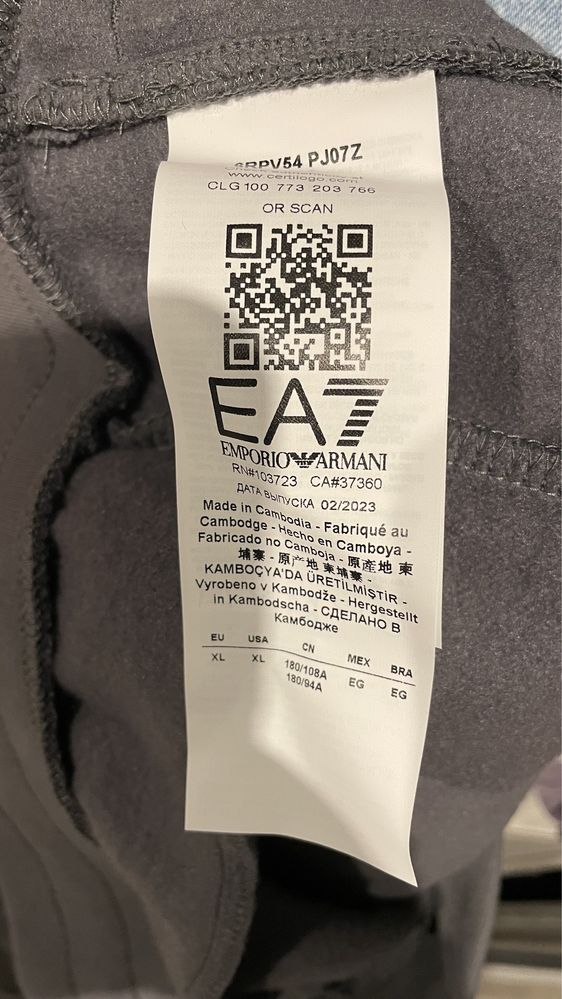 6RPV54 PJ07Z
www.certilogo.com
CLG 100 773 203 766
OR SCAN
EA7
EMPORIO ARMANI
RN#103723 CA#37360
ДАТА ВЫПУСКА 02/2023
Made in Cambodia - Fabriqué au
Cambodge - Hecho en Camboya -
Fabricado no Camboja - 原產地 柬
埔寨 - 原产地 柬埔寨 -
KAMBOÇYA'DA ÜRETİLMİŞTİR -
Vyrobeno v Kambodže - Hergestellt
in Kambodscha - СДЕЛАНО В
Камбодже
EU USA CN MEX BRA
XL XL 180/108A EG EG
180/94A